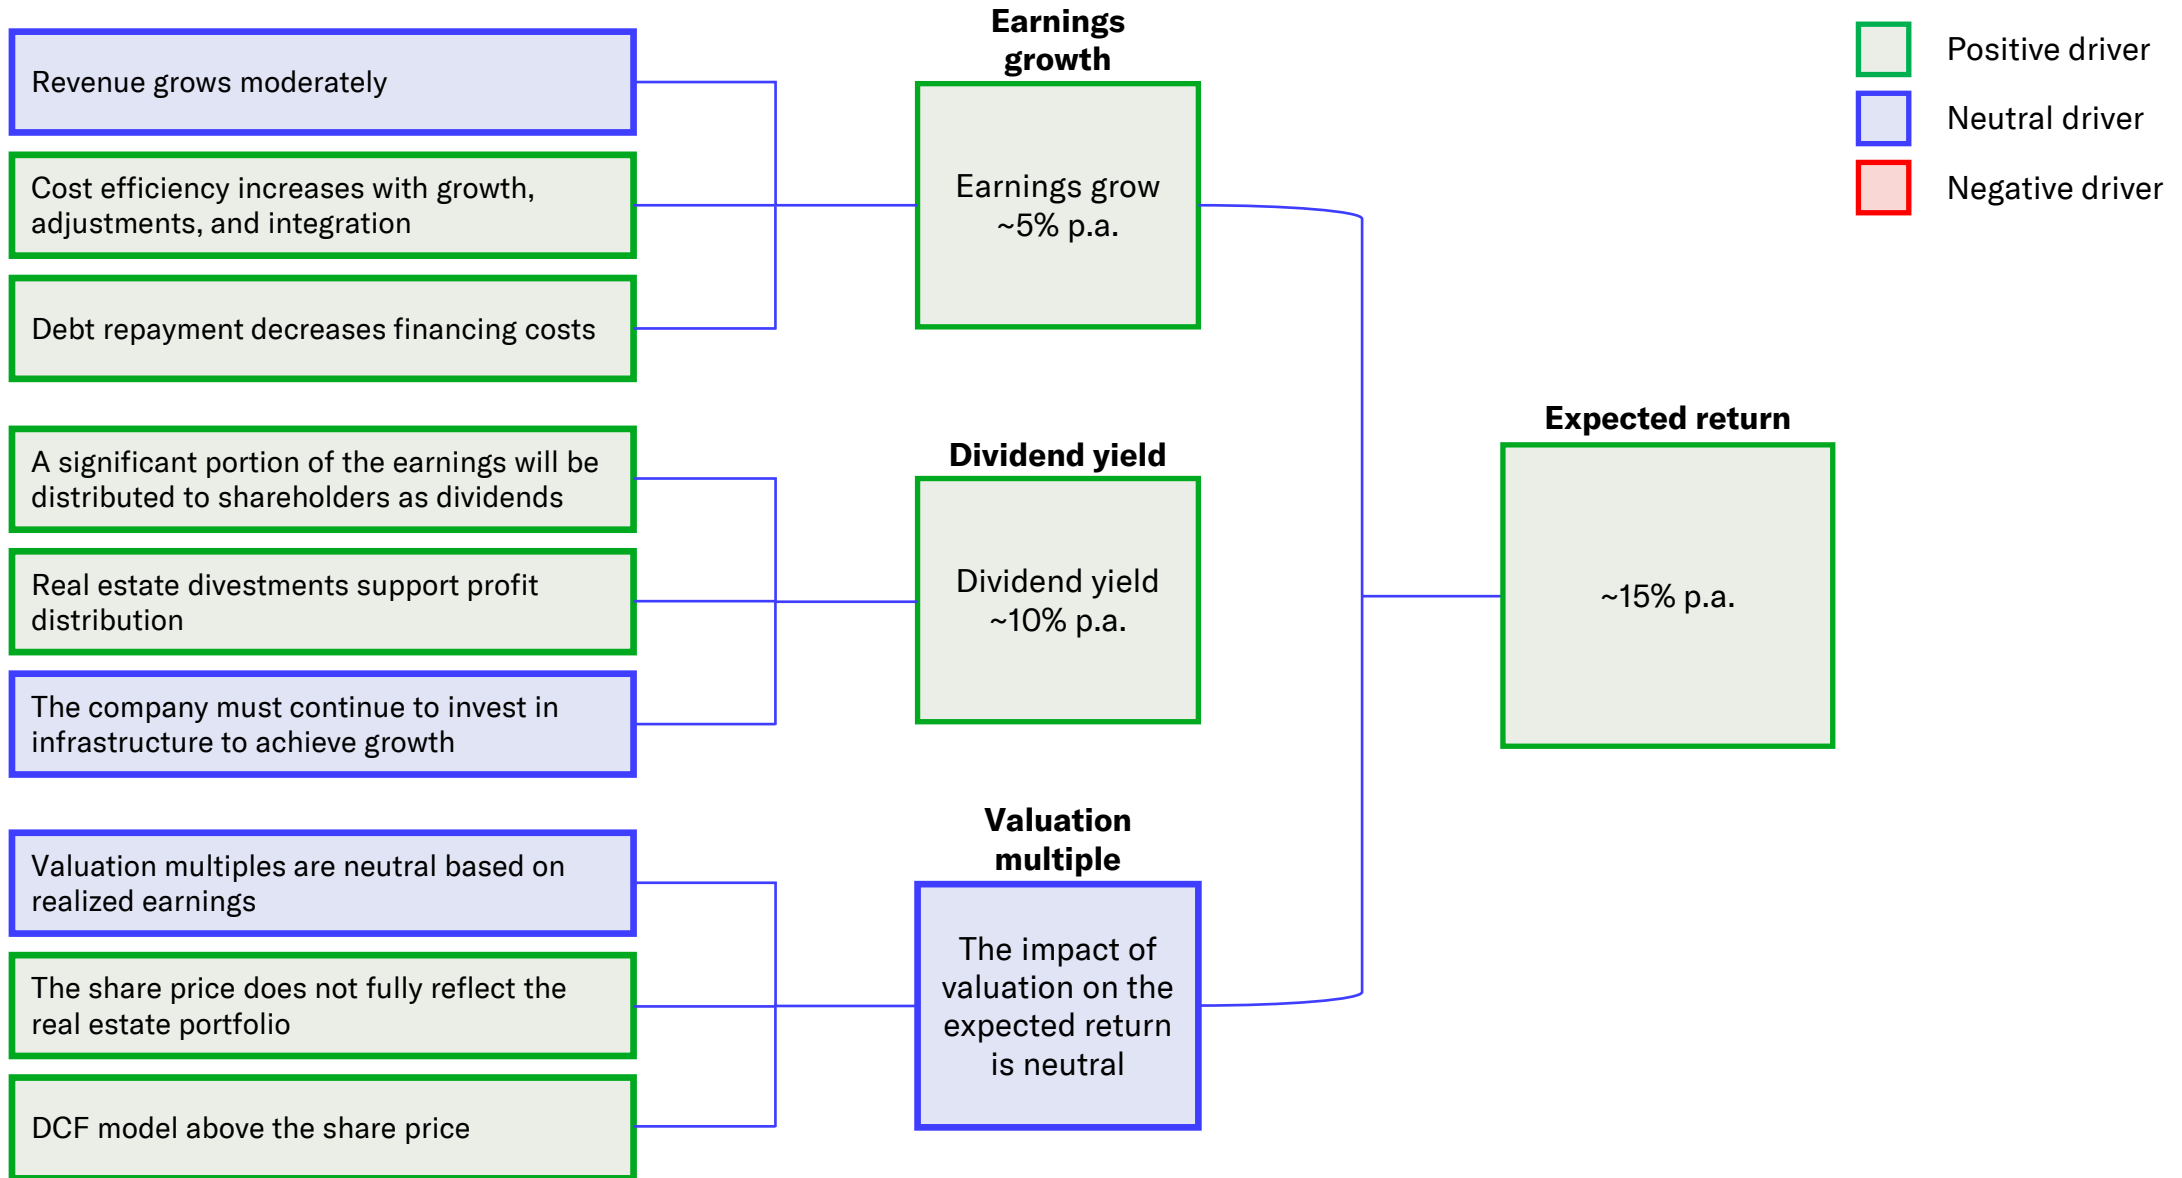 Earnings
growth
Revenue grows moderately
Cost efficiency increases with growth,
adjustments, and integration
Debt repayment decreases financing costs
Earnings grow
~5% p.a.
Positive driver
Neutral driver
Negative driver
Dividend yield
A significant portion of the earnings will be
distributed to shareholders as dividends
Real estate divestments support profit
distribution
The company must continue to invest in
infrastructure to achieve growth
Dividend yield
~10% p.a.
Expected return
~15% p.a.
Valuation
multiple
Valuation multiples are neutral based on
realized earnings
The share price does not fully reflect the
real estate portfolio
DCF model above the share price
The impact of
valuation on the
expected return
is neutral